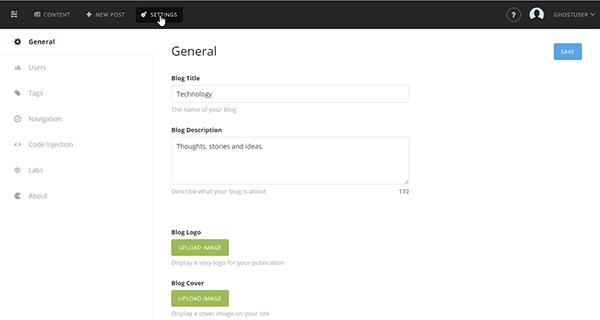 CONTENT NEW POST SETTINGS ? GHOSTUSER
General
Users
Tags
Navigation
Code Injection
Labs
About
General SAVE
Blog Title
Technology
The name of your blog
Blog Description
Thoughts, stories and ideas.
Describe what your blog is about 172
Blog Logo
UPLOAD IMAGE
Display a sexy logo for your publication
Blog Cover
UPLOAD IMAGE
Display a cover image on your site